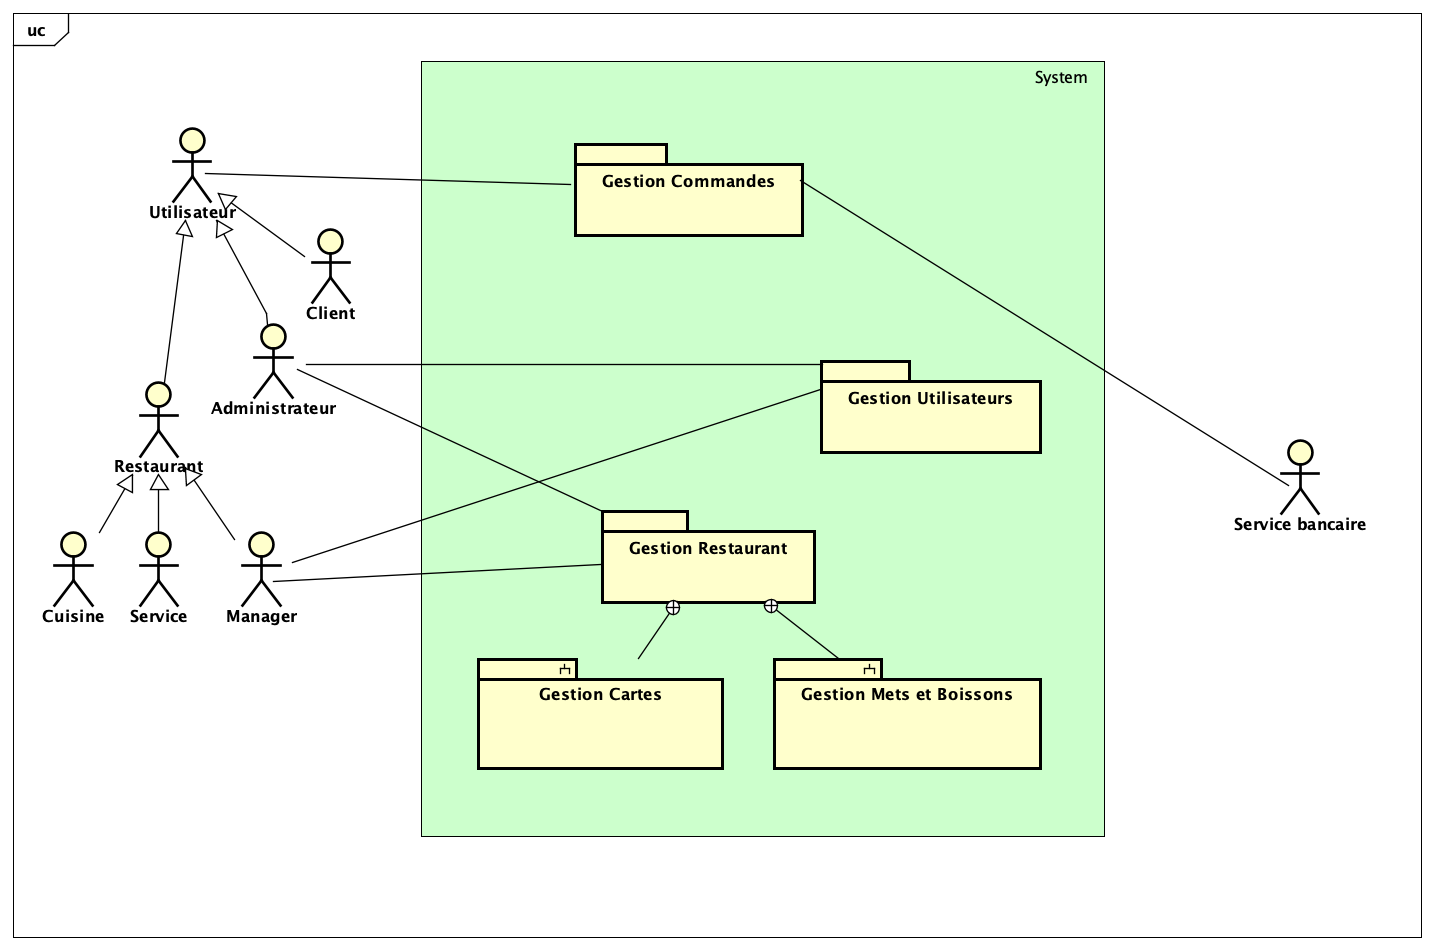 uc
System
Utilisateur
Gestion Commandes
Client
Administrateur
Gestion Utilisateurs
Restaurant
Service bancaire
Gestion Restaurant
Cuisine
Service
Manager
Gestion Cartes
Gestion Mets et Boissons